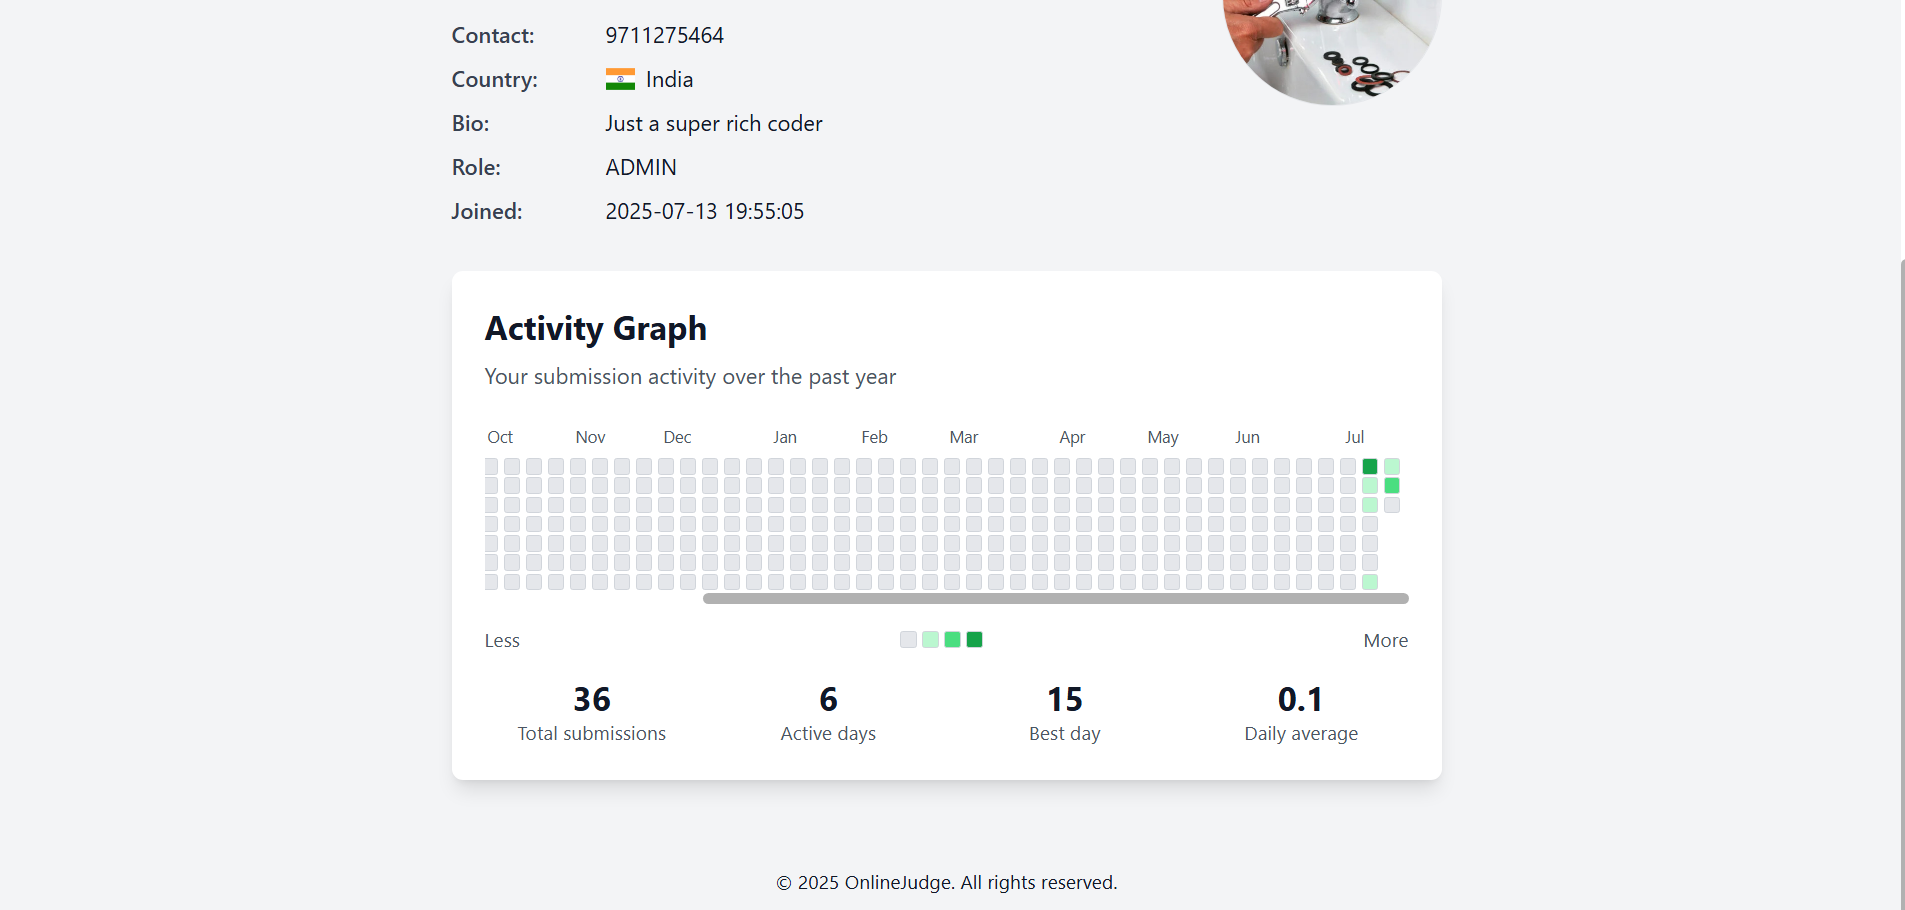 Contact: 9711275464
Country: India
Bio: Just a super rich coder
Role: ADMIN
Joined: 2025-07-13 19:55:05
Activity Graph
Your submission activity over the past year
Oct Nov Dec Jan Feb Mar Apr May Jun Jul
Less More
36 6 15 0.1
Total submissions Active days Best day Daily average
© 2025 OnlineJudge. All rights reserved.